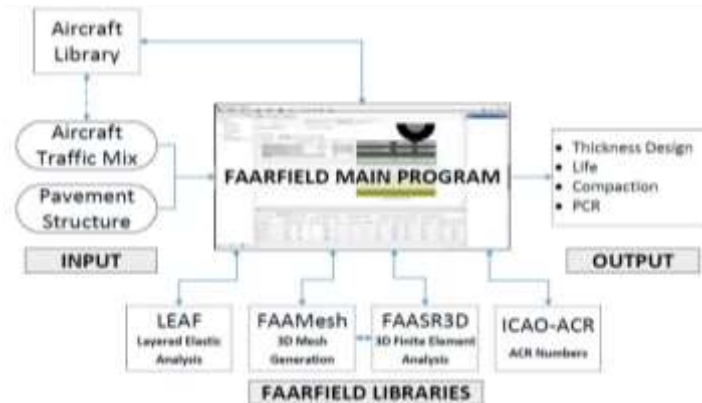 Aircraft
Library
Aircraft
Traffic Mix
Pavement
Structure
INPUT
FAARFIELD MAIN PROGRAM
• Thickness Design
• Life
• Compaction
• PCR
OUTPUT
LEAF
Layered Elastic
Analysis
FAAMesh
3D Mesh
Generation
FAASR3D
3D Finite Element
Analysis
ICAO-ACR
ACR Numbers
FAARFIELD LIBRARIES